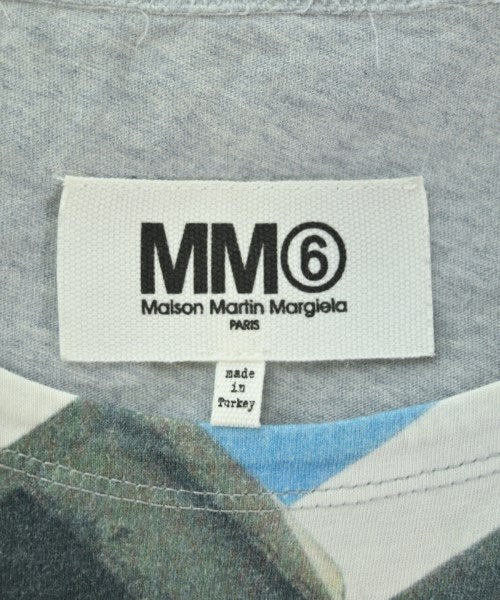 MM⑥
Maison Martin Margiela
PARIS
made
in
Turkey